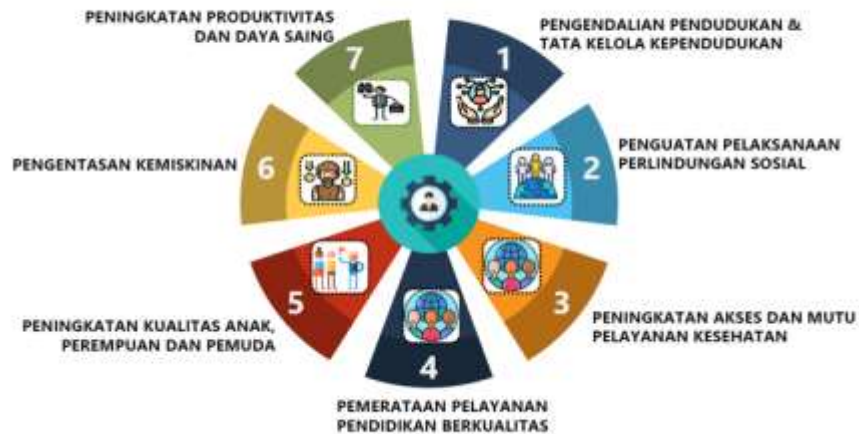 1
PENGENDALIAN PENDUDUKAN &
TATA KELOLA KEPENDUDUKAN
2
PENGUATAN PELAKSANAAN
PERLINDUNGAN SOSIAL
3
PENINGKATAN AKSES DAN MUTU
PELAYANAN KESEHATAN
4
PEMERATAAN PELAYANAN
PENDIDIKAN BERKUALITAS
5
PENINGKATAN KUALITAS ANAK,
PEREMPUAN DAN PEMUDA
6
PENGENTASAN KEMISKINAN
7
PENINGKATAN PRODUKTIVITAS
DAN DAYA SAING